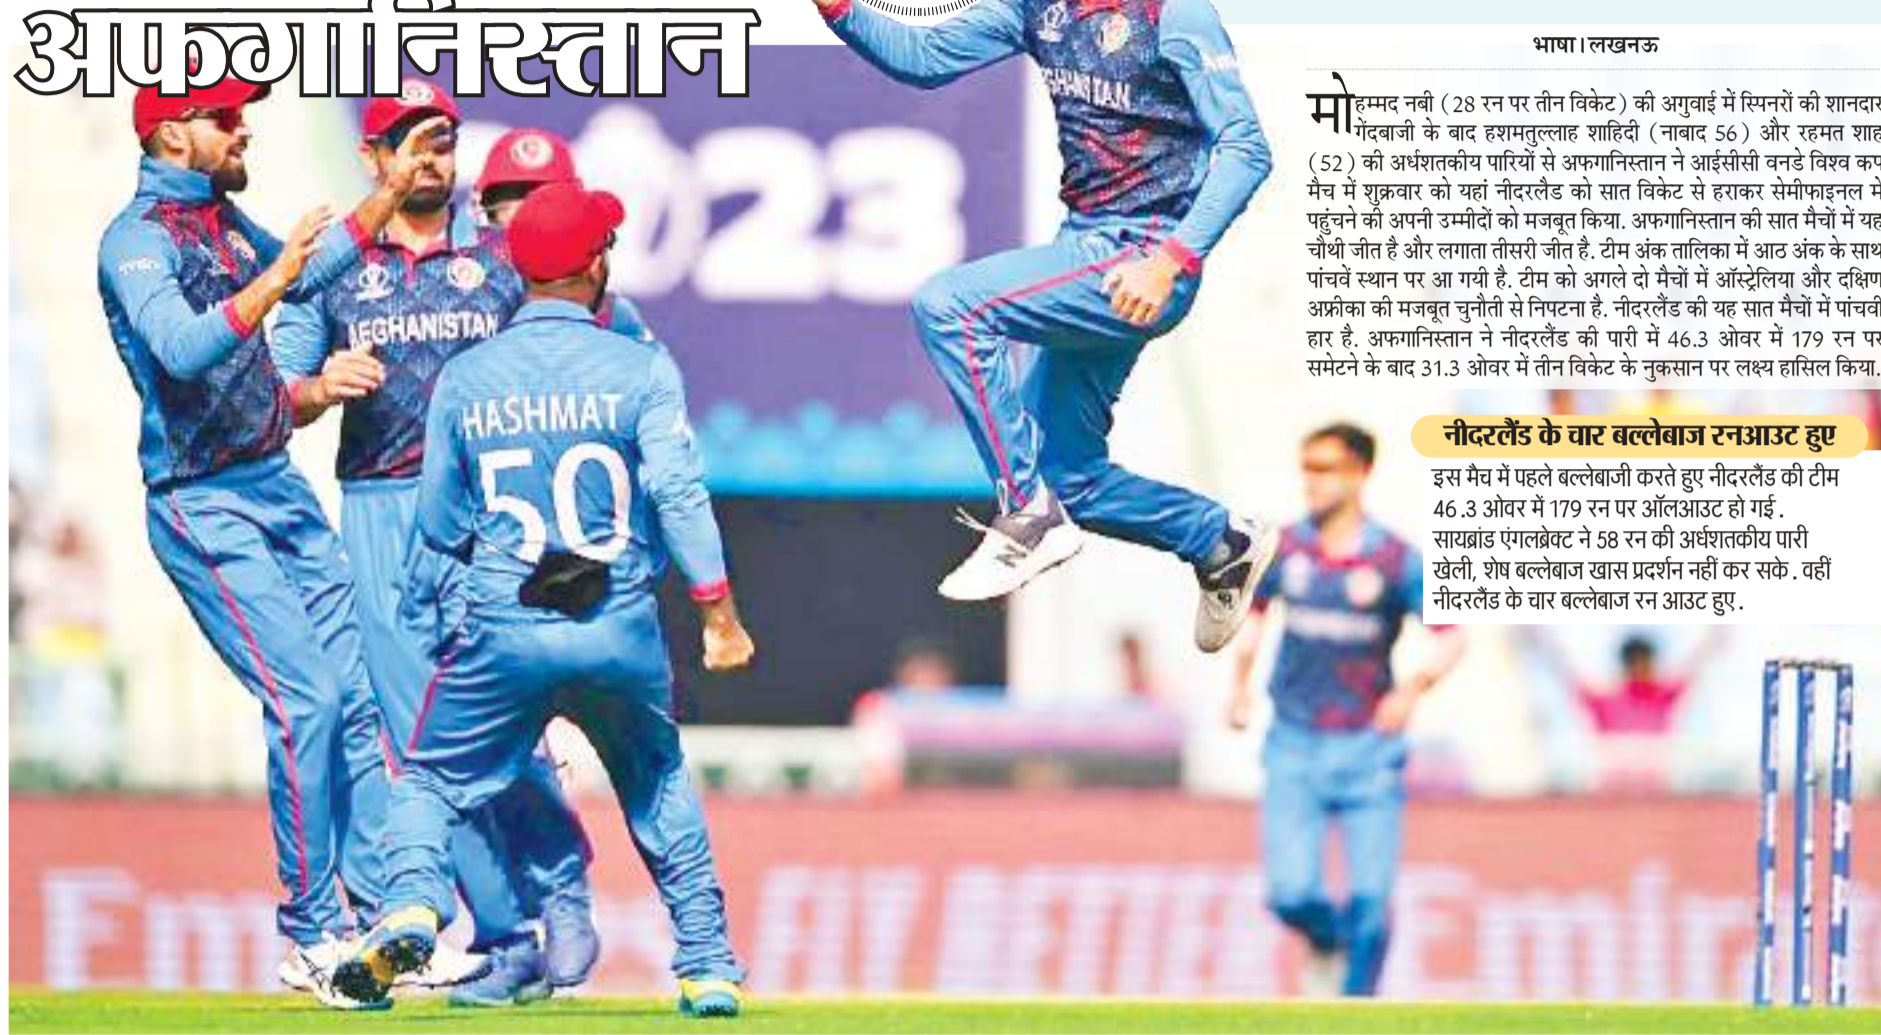 अफगानिस्तान
भाषा।लखनऊ
मोहम्मद नबी (28 रन पर तीन विकेट) की अगुवाई में स्पिनरों की शानदार
गेंदबाजी के बाद हशमतुल्लाह शाहिदी (नाबाद 56) और रहमत शाह
(52) की अर्धशतकीय पारियों से अफगानिस्तान ने आईसीसी वनडे विश्व कप
मैच में शुक्रवार को यहां नीदरलैंड को सात विकेट से हराकर सेमीफाइनल में
पहुंचने की अपनी उम्मीदों को मजबूत किया. अफगानिस्तान की सात मैचों में यह
चौथी जीत है और लगाता तीसरी जीत है. टीम अंक तालिका में आठ अंक के साथ
पांचवें स्थान पर आ गयी है. टीम को अगले दो मैचों में ऑस्ट्रेलिया और दक्षिण
अफ्रीका की मजबूत चुनौती से निपटना है. नीदरलैंड की यह सात मैचों में पांचवी
हार है. अफगानिस्तान ने नीदरलैंड की पारी में 46.3 ओवर में 179 रन पर
समेटने के बाद 31.3 ओवर में तीन विकेट के नुकसान पर लक्ष्य हासिल किया.
नीदरलैंड के चार बल्लेबाज रनआउट हुए
इस मैच में पहले बल्लेबाजी करते हुए नीदरलैंड की टीम
46.3 ओवर में 179 रन पर ऑलआउट हो गई.
सायब्रांड एंगलब्रेक्ट ने 58 रन की अर्धशतकीय पारी
खेली, शेष बल्लेबाज खास प्रदर्शन नहीं कर सके. वहीं
नीदरलैंड के चार बल्लेबाज रन आउट हुए.
AFGHANISTAN
HASHMAT
50
23
FLY BETTER